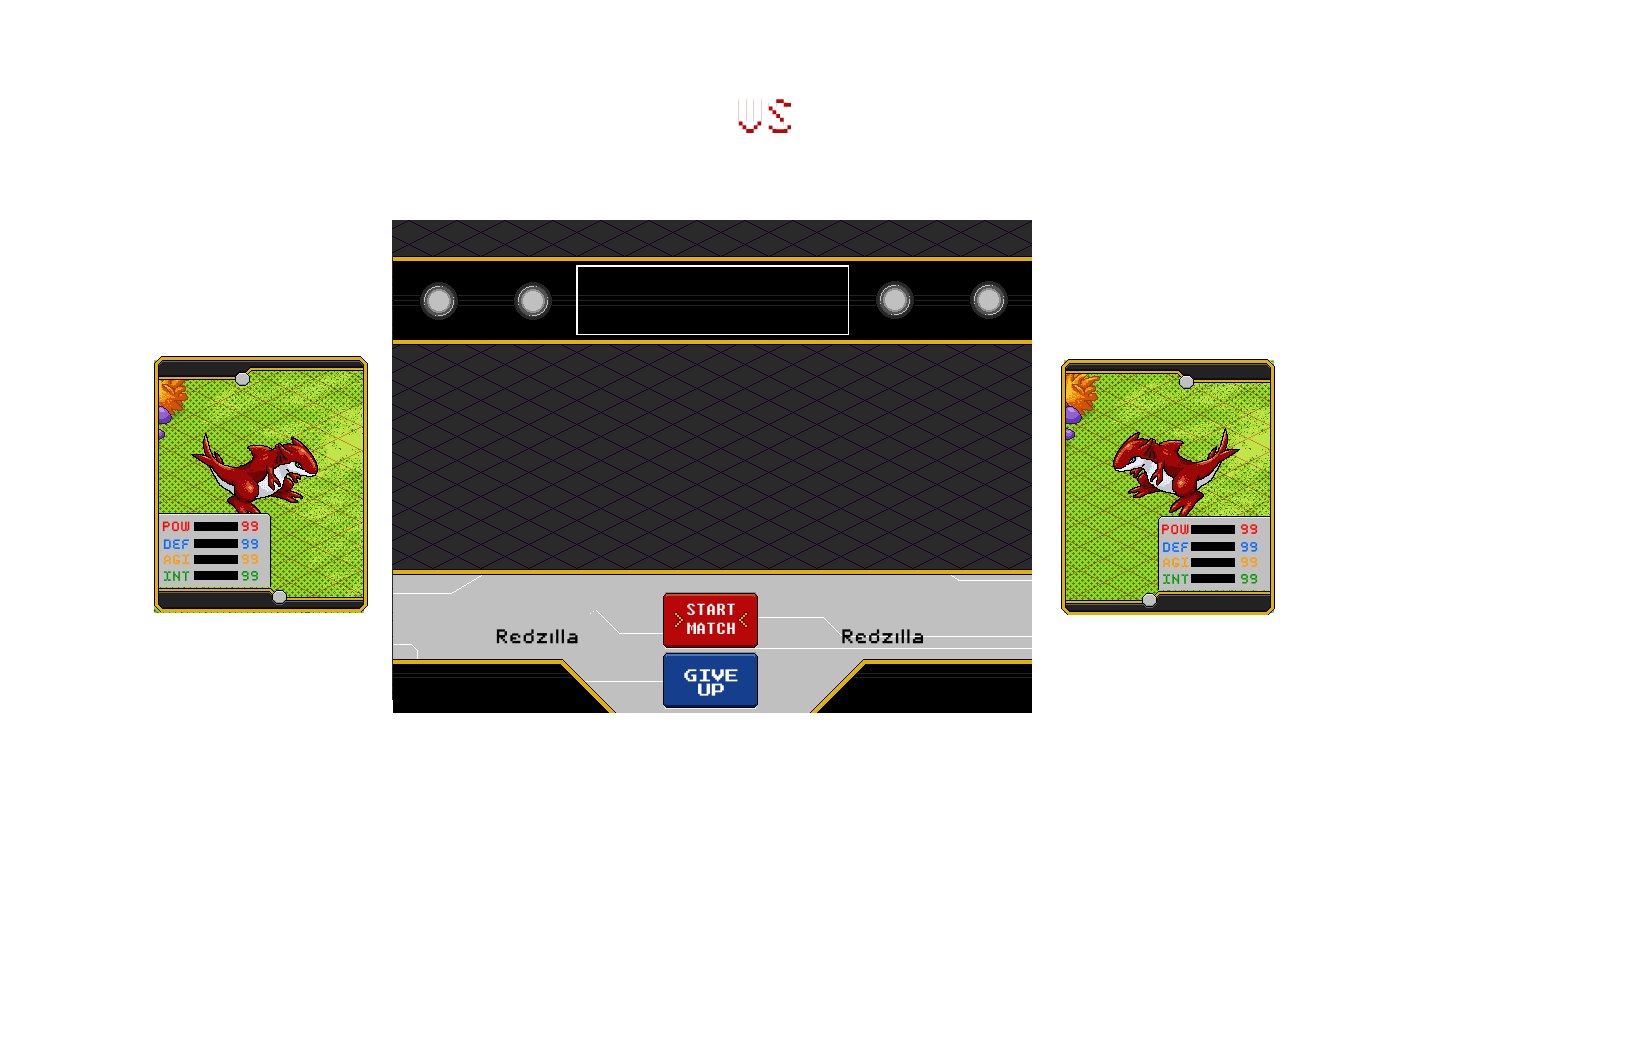 VS
POW 99
DEF 99
AGI 99
INT 99
POW 99
DEF 99
AGI 99
INT 99
START
MATCH
Redzilla
Redzilla
GIVE
UP